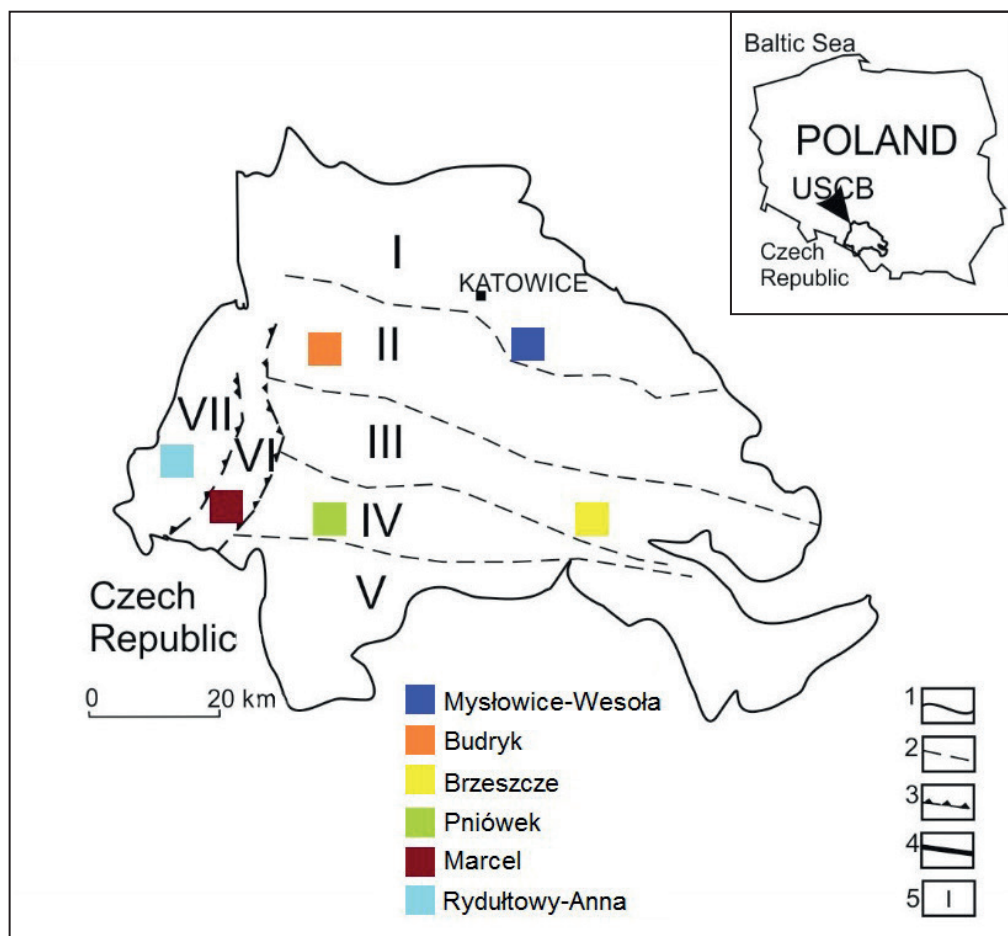 Baltic Sea
POLAND
USCB
Czech
Republic
I
KATOWICE
II
VII
VI
III
IV
V
Czech
Republic
0 20 km
Mysłowice-Wesoła
Budryk
Brzeszcze
Pniówek
Marcel
Rydułtowy-Anna
1
2
3
4
5 I